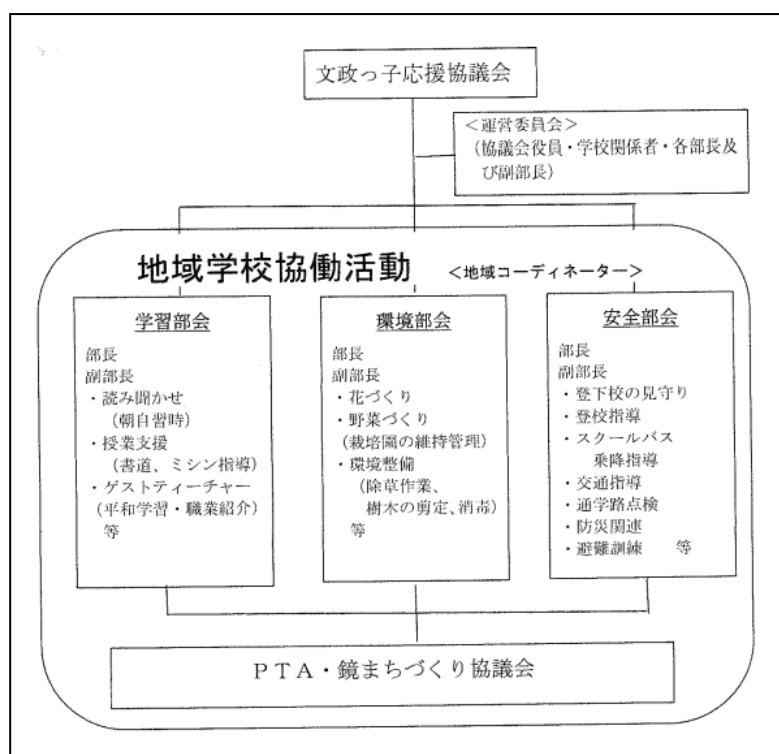 文政っ子応援協議会
<運営委員会>
(協議会役員・学校関係者・各部長及
び副部長)
地域学校協働活動 <地域コーディネーター>
学習部会
部長
副部長
・読み聞かせ
(朝自習時)
・授業支援
(書道、ミシン指導)
・ゲストティーチャー
(平和学習・職業紹介)
等
環境部会
部長
副部長
・花づくり
・野菜づくり
(栽培園の維持管理)
・環境整備
(除草作業、
樹木の剪定、消毒)
等
安全部会
部長
副部長
・登下校の見守り
・登校指導
・スクールバス
乗降指導
・交通指導
・通学路点検
・防災関連
・避難訓練 等
PTA・鏡まちづくり協議会